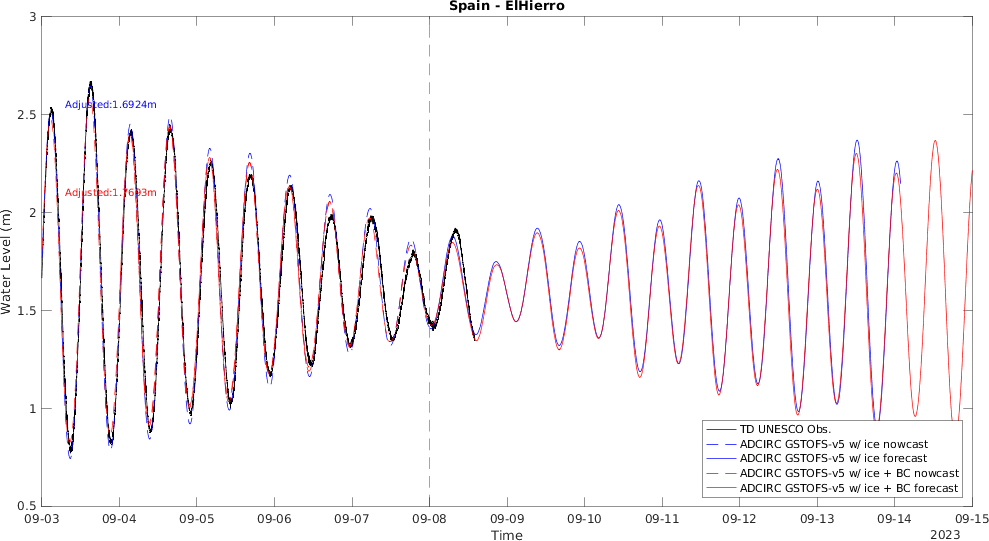 Spain - ElHierro
3
2.5
2
1.5
1
0.5
Water Level (m)
Adjusted:1.6924m
Adjusted:1.7693m
TD UNESCO Obs.
ADCIRC GSTOFS-v5 w/ ice nowcast
ADCIRC GSTOFS-v5 w/ ice forecast
ADCIRC GSTOFS-v5 w/ ice + BC nowcast
ADCIRC GSTOFS-v5 w/ ice + BC forecast
09-03 09-04 09-05 09-06 09-07 09-08 09-09 09-10 09-11 09-12 09-13 09-14 09-15
Time
2023